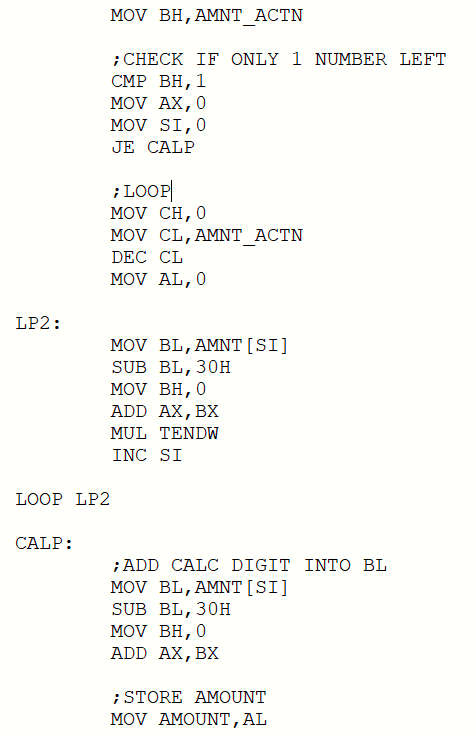 MOV BH,AMNT_ACTN
;CHECK IF ONLY 1 NUMBER LEFT
CMP BH,1
MOV AX,0
MOV SI,0
JE CALP
;LOOP
MOV CH,0
MOV CL,AMNT_ACTN
DEC CL
MOV AL,0
LP2:
MOV BL,AMNT[SI]
SUB BL,30H
MOV BH,0
ADD AX,BX
MUL TENDW
INC SI
LOOP LP2
CALP:
;ADD CALC DIGIT INTO BL
MOV BL,AMNT[SI]
SUB BL,30H
MOV BH,0
ADD AX,BX
;STORE AMOUNT
MOV AMOUNT,AL